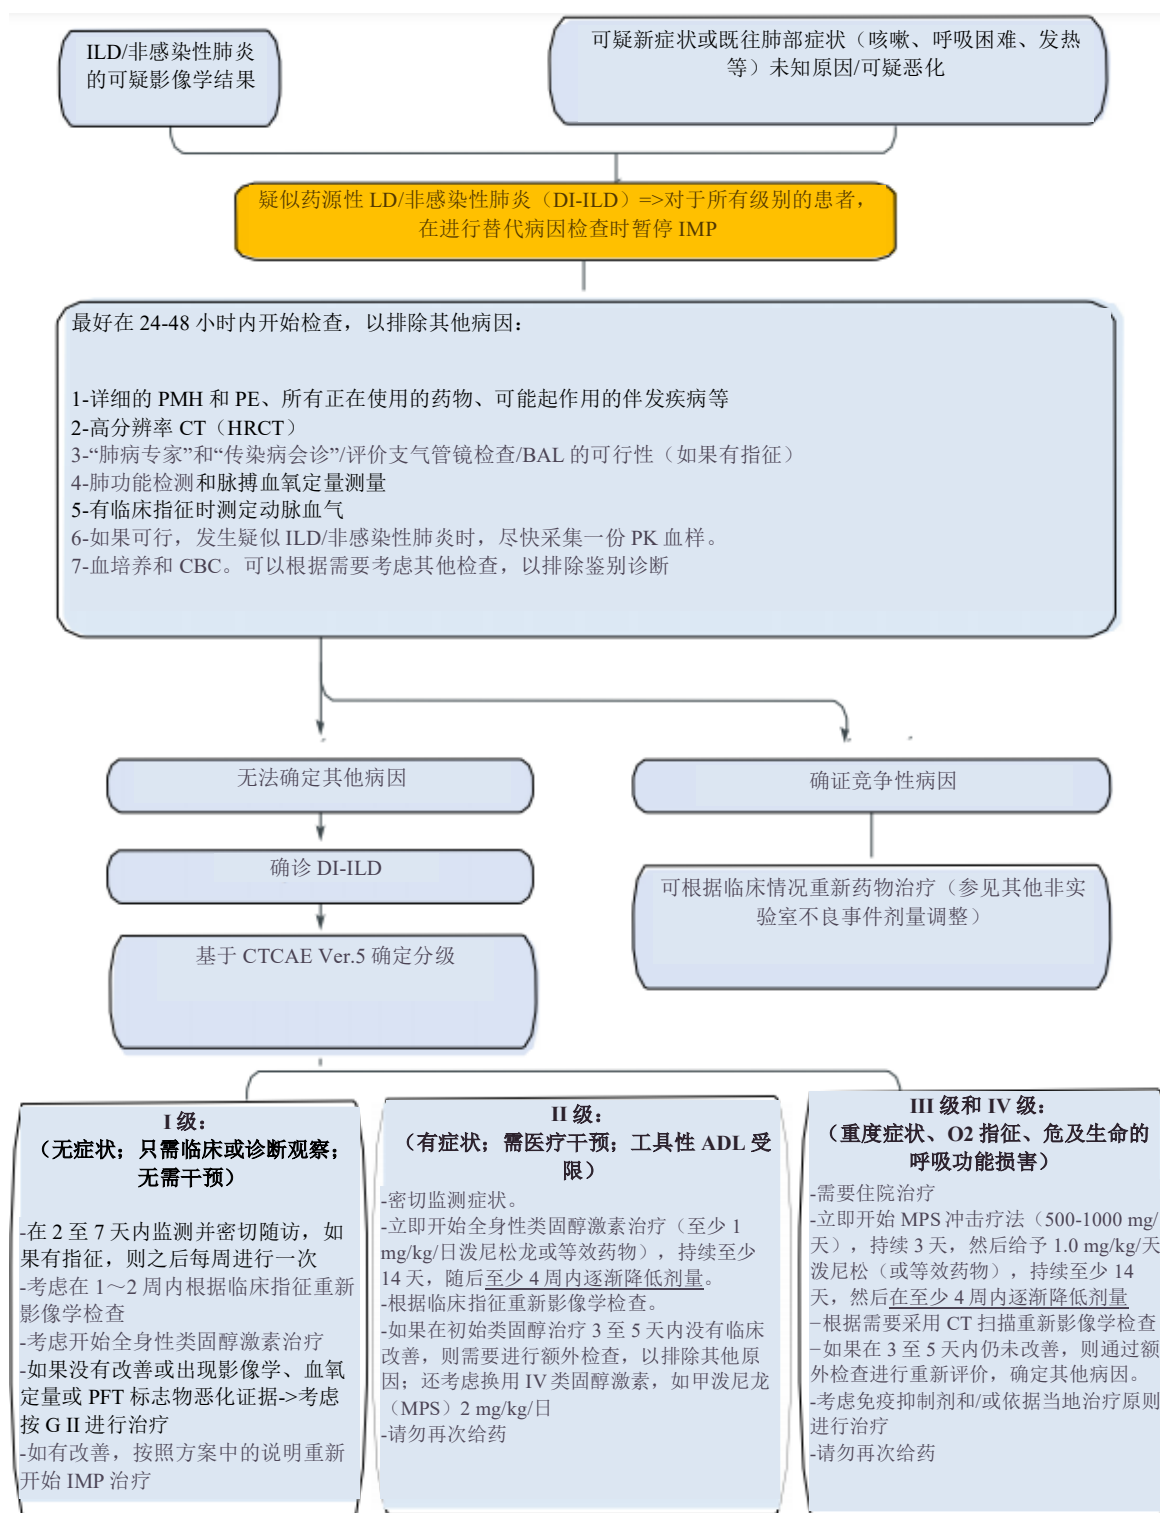 ILD/非感染性肺炎
的可疑影像学结果
可疑新症状或既往肺部症状（咳嗽、呼吸困难、发热
等）未知原因/可疑恶化
疑似药源性 LD/非感染性肺炎（DI-ILD）=>对于所有级别的患者，
在进行替代病因检查时暂停 IMP
最好在 24-48 小时内开始检查，以排除其他病因：
1-详细的 PMH 和 PE、所有正在使用的药物、可能起作用的伴发疾病等
2-高分辨率 CT（HRCT）
3-“肺病专家”和“传染病会诊”/评价支气管镜检查/BAL 的可行性（如果有指征）
4-肺功能检测和脉搏血氧定量测量
5-有临床指征时测定动脉血气
6-如果可行，发生疑似 ILD/非感染性肺炎时，尽快采集一份 PK 血样。
7-血培养和 CBC。可以根据需要考虑其他检查，以排除鉴别诊断
无法确定其他病因
确诊 DI-ILD
基于 CTCAE Ver.5 确定分级
确证竞争性病因
可根据临床情况重新药物治疗（参见其他非实
验室不良事件剂量调整）
I 级：
（无症状；只需临床或诊断观察；
无需干预）
-在 2 至 7 天内监测并密切随访，如
果有指征，则之后每周进行一次
-考虑在 1～2 周内根据临床指征重新
影像学检查
-考虑开始全身性类固醇激素治疗
-如果没有改善或出现影像学、血氧
定量或 PFT 标志物恶化证据->考虑
按 G II 进行治疗
-如有改善，按照方案中的说明重新
开始 IMP 治疗
II 级：
（有症状；需医疗干预；工具性 ADL 受
限）
-密切监测症状。
-立即开始全身性类固醇激素治疗（至少 1
mg/kg/日泼尼松龙或等效药物），持续至少
14 天，随后至少 4 周内逐渐降低剂量。
-根据临床指征重新影像学检查。
-如果在初始类固醇治疗 3 至 5 天内没有临床
改善，则需要进行额外检查，以排除其他原
因；还考虑换用 IV 类固醇激素，如甲泼尼龙
（MPS）2 mg/kg/日
-请勿再次给药
III 级和 IV 级：
（重度症状、O2 指征、危及生命的
呼吸功能损害）
-需要住院治疗
-立即开始 MPS 冲击疗法（500-1000 mg/
天），持续 3 天，然后给予 1.0 mg/kg/天
泼尼松（或等效药物），持续至少 14
天，然后在至少 4 周内逐渐降低剂量
–根据需要采用 CT 扫描重新影像学检查
–如果在 3 至 5 天内仍未改善，则通过额
外检查进行重新评价，确定其他病因。
-考虑免疫抑制剂和/或依据当地治疗原则
进行治疗
-请勿再次给药